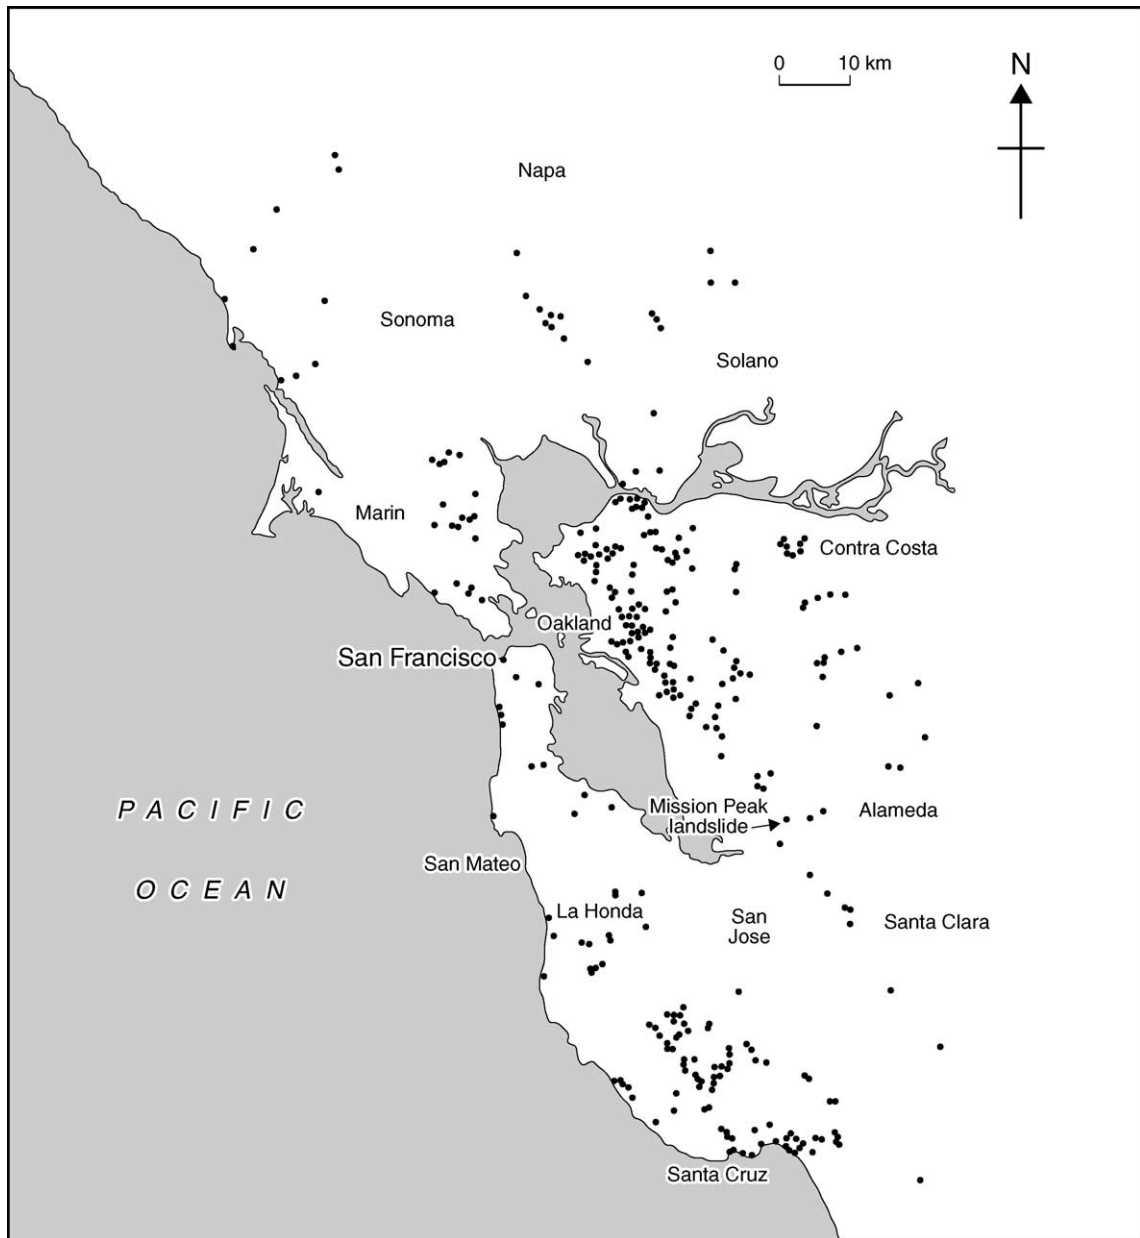 0 10 km
N
Napa
Sonoma
Solano
Marin
Contra Costa
Oakland
San Francisco
PACIFIC
OCEAN
Mission Peak
landslide
Alameda
San Mateo
La Honda
San
Jose
Santa Clara
Santa Cruz